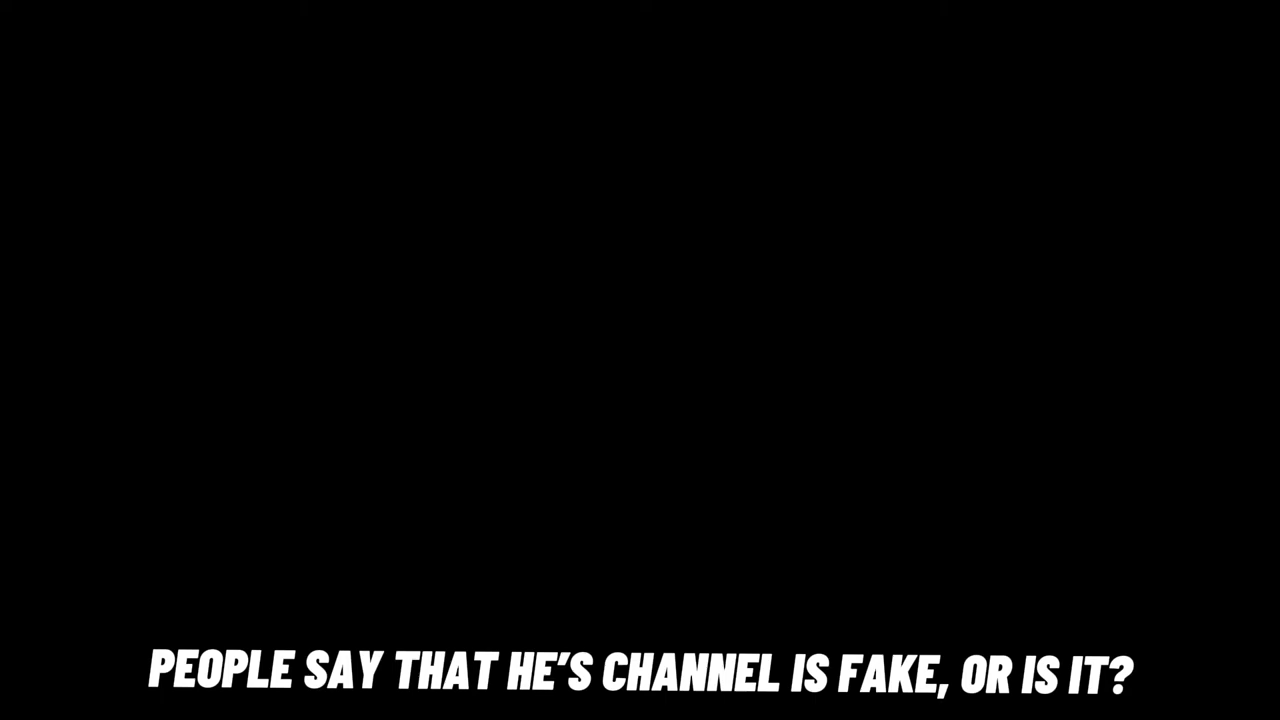 PEOPLE SAY THAT HE'S CHANNEL IS FAKE, OR IS IT?